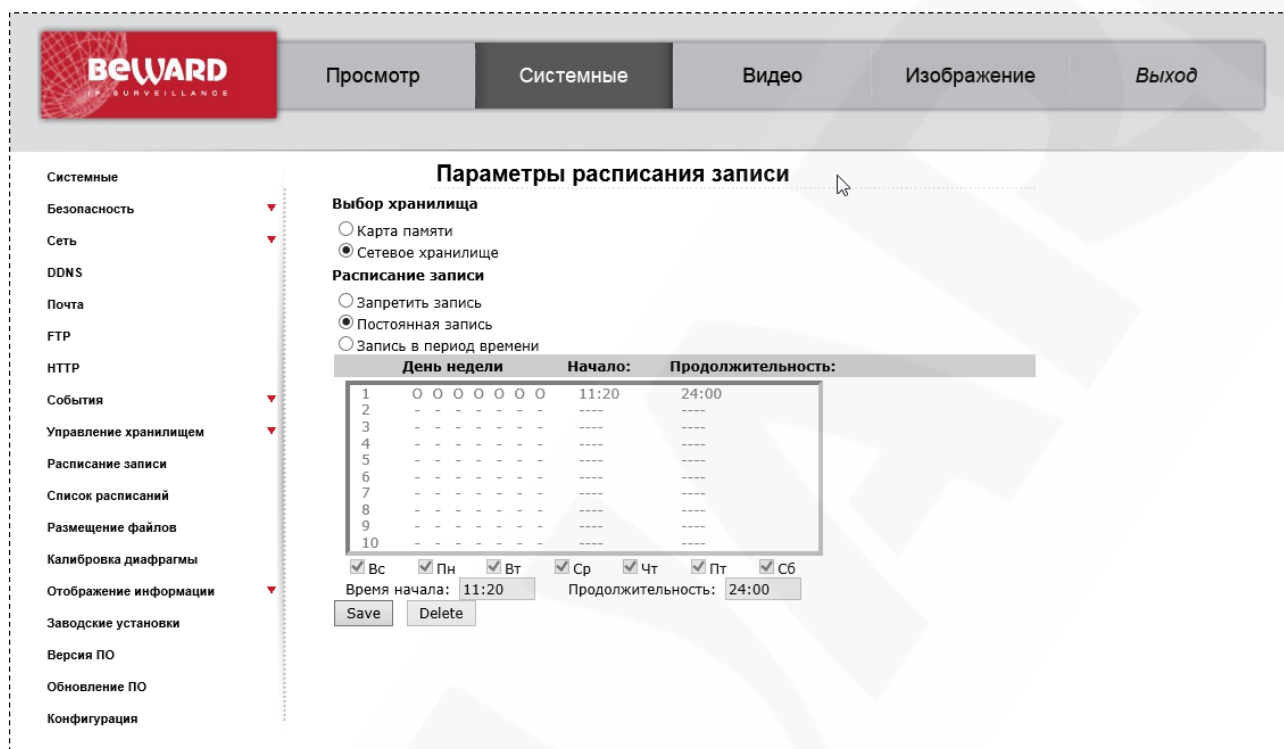 BEWARD
IP SURVEILLANCE
Просмотр Системные Видео Изображение Выход
Системные
Безопасность
Сеть
DDNS
Почта
FTP
HTTP
События
Управление хранилищем
Расписание записи
Список расписаний
Размещение файлов
Калибровка диафрагмы
Отображение информации
Заводские установки
Версия ПО
Обновление ПО
Конфигурация
Параметры расписания записи
Выбор хранилища
Карта памяти
Сетевое хранилище
Расписание записи
Запретить запись
Постоянная запись
Запись в период времени
День недели Начало: Продолжительность:
1 O O O O O O O 11:20 24:00
2 - - - - - - - ---- ----
3 - - - - - - - ---- ----
4 - - - - - - - ---- ----
5 - - - - - - - ---- ----
6 - - - - - - - ---- ----
7 - - - - - - - ---- ----
8 - - - - - - - ---- ----
9 - - - - - - - ---- ----
10 - - - - - - - ---- ----
Вс Пн Вт Ср Чт Пт Сб
Время начала: 11:20 Продолжительность: 24:00
Save Delete